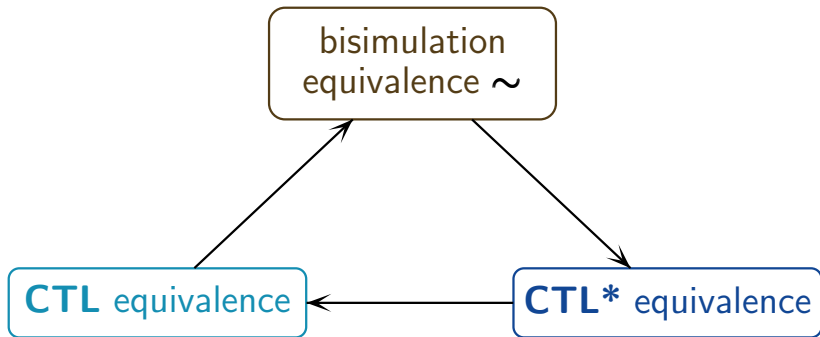 bisimulation
equivalence ∼
CTL equivalence
CTL* equivalence